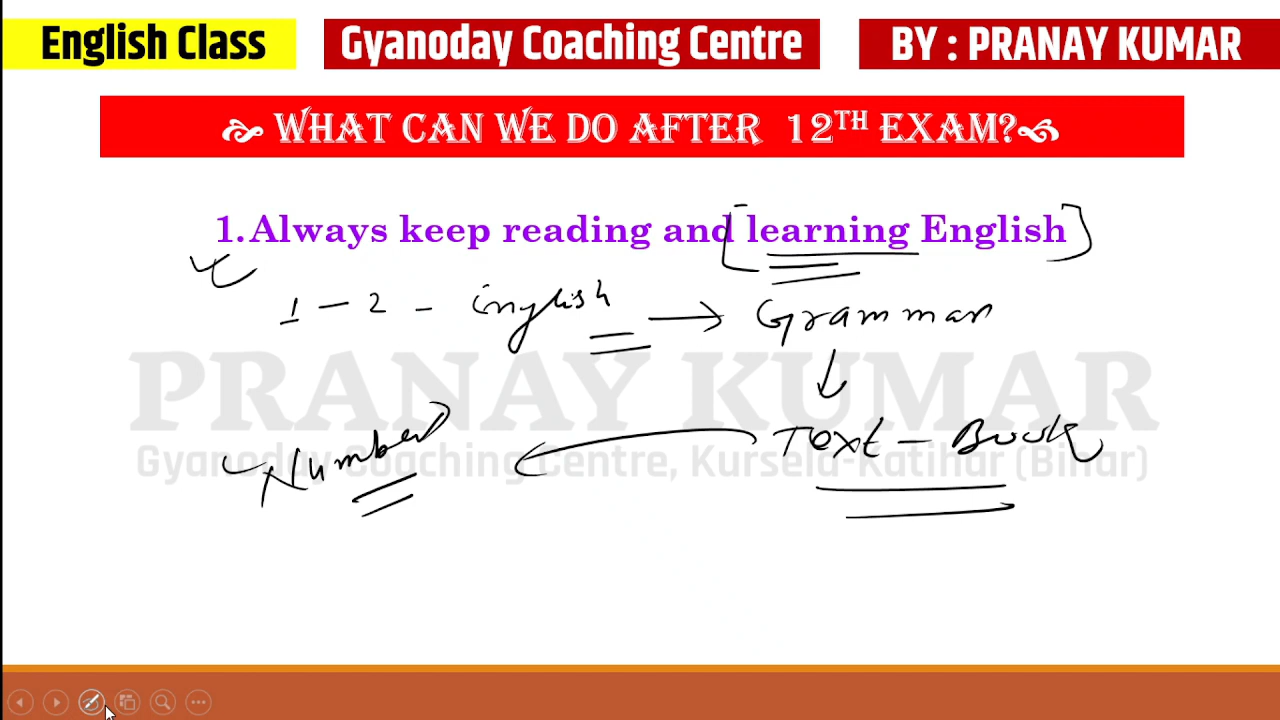 English Class Gyanoday Coaching Centre BY : PRANAY KUMAR
WHAT CAN WE DO AFTER 12TH EXAM?
1. Always keep reading and [learning English]
1 - 2 - English → Grammar
PRANAY KUMAR
Text - Book
Number
Gyanoday Coaching Centre, Kursela-Katihar (Bihar)